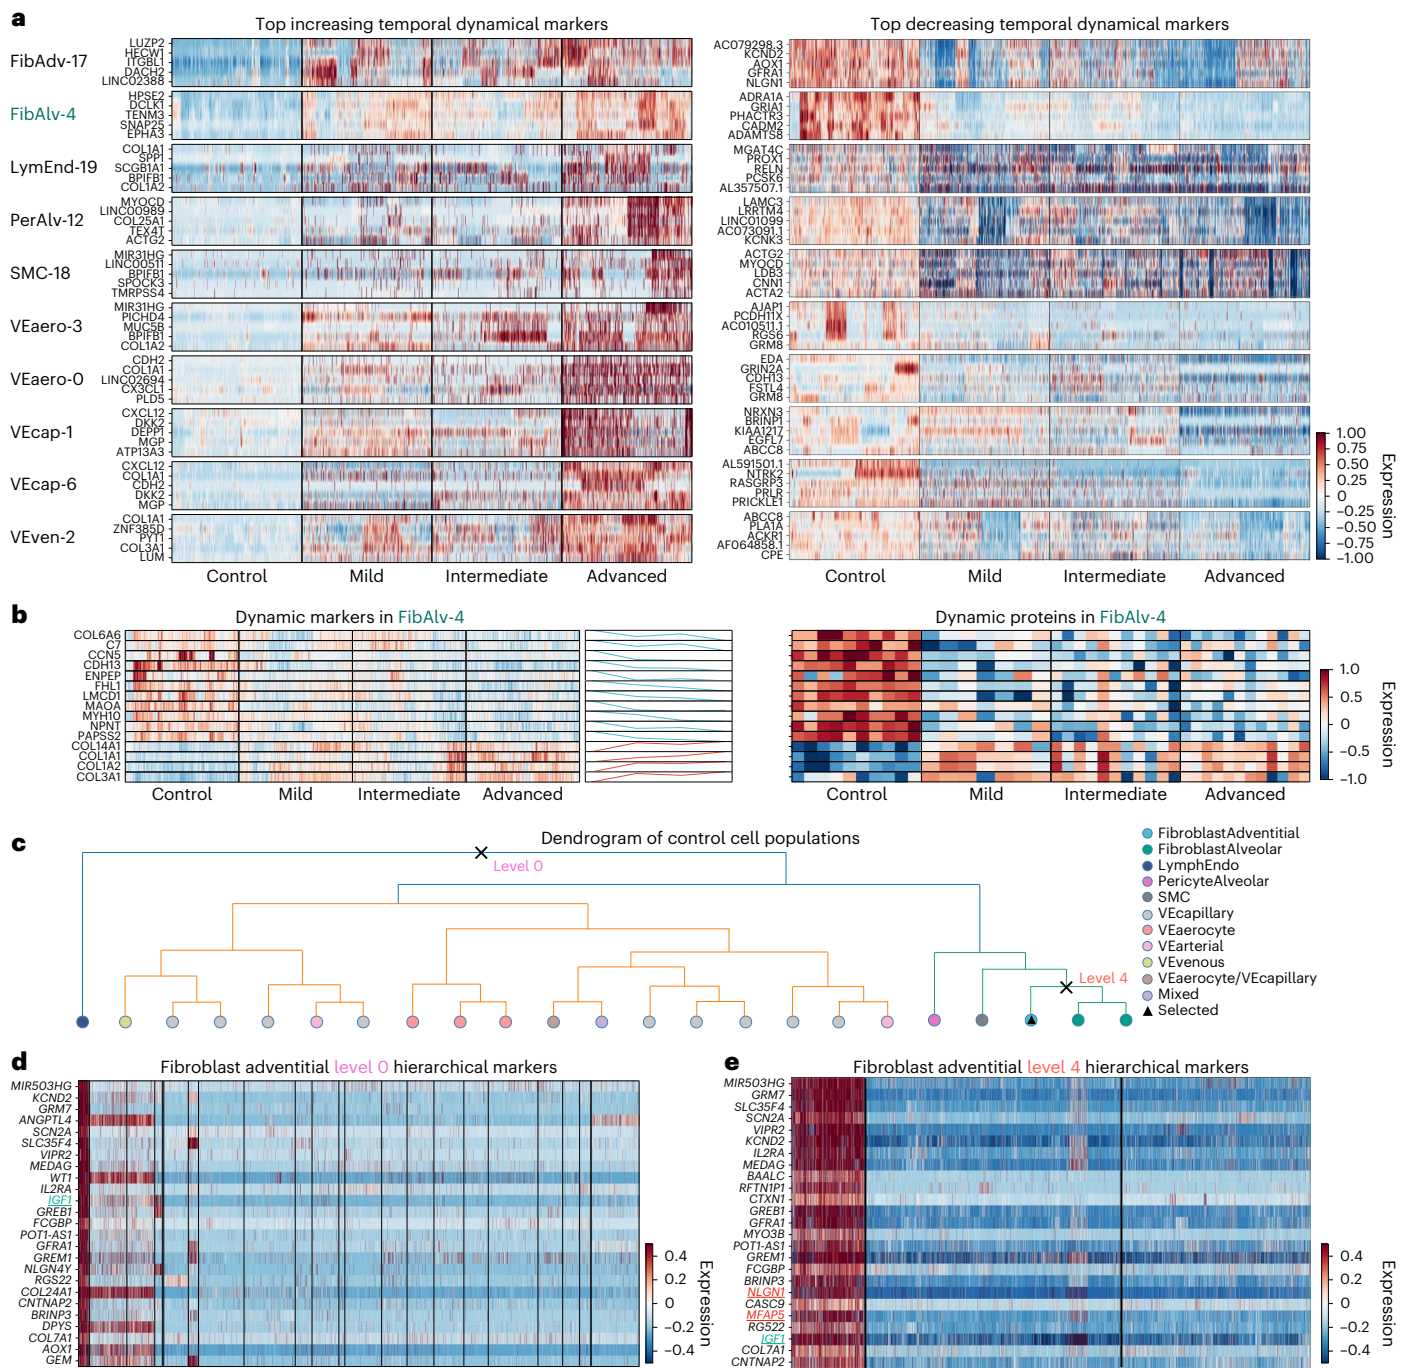 a
Top increasing temporal dynamical markers
Top decreasing temporal dynamical markers
FibAdv-17
LUZP2
HECW1
ITGBL1
DACH2
LINC02388
AC079298.3
KCND2
AOX1
GFRA1
NLGN1
FibAlv-4
HPSE2
DCLK1
TENM3
SNAP25
EPHA3
ADRA1A
GRIA1
PHACTR3
CADM2
ADAMTS8
LymEnd-19
COL1A1
SPP1
SCGB1A1
BPIFB1
COL1A2
MGAT4C
PROX1
RELN
PCSK6
AL357507.1
PerAlv-12
MYOCD
LINC00989
COL25A1
TEX4T
ACTG2
LAMC3
LRRTM4
LINC01099
AC073091.1
KCNK3
SMC-18
MIR31HG
LINC00511
BPIFB1
SPOCK3
TMPRSS4
ACTG2
MYOCD
LDB3
CNN1
ACTA2
VEaero-3
MIR31HG
PICHD4
MUC5B
BPIFB1
COL1A2
AJAP1
PCDH11X
AC010511.1
RGS6
GRM8
VEaero-0
CDH2
COL1A1
LINC02694
CX3CL1
PLD5
EDA
GRIN2A
CDH13
FSTL4
GRM8
VEcap-1
CXCL12
DKK2
DEPP1
MGP
ATP13A3
NRXN3
BRINP1
KIAA1217
EGFL7
ABCC8
VEcap-6
CXCL12
COL1A1
CDH2
DKK2
MGP
AL591501.1
NTRK2
RASGRP3
PRLR
PRICKLE1
VEven-2
COL1A1
ZNF385D
PYT1
COL3A1
LUM
ABCC8
PLA1A
ACKR1
AF064858.1
CPE
Control Mild Intermediate Advanced
Control Mild Intermediate Advanced
1.00
0.75
0.50
0.25
0
−0.25
−0.50
−0.75
−1.00
Expression
b
Dynamic markers in FibAlv-4
Dynamic proteins in FibAlv-4
COL6A6
C7
CCN5
CDH13
ENPEP
FHL1
LMCD1
MAOA
MYH10
NPNT
PAPSS2
COL14A1
COL1A1
COL1A2
COL3A1
Control Mild Intermediate Advanced
Control Mild Intermediate Advanced
1.0
0.5
0
−0.5
−1.0
Expression
c
Dendrogram of control cell populations
Level 0
Level 4
FibroblastAdventitial
FibroblastAlveolar
LymphEndo
PericyteAlveolar
SMC
VEcapillary
VEaerocyte
VEarterial
VEvenous
VEaerocyte/VEcapillary
Mixed
Selected
d
Fibroblast adventitial level 0 hierarchical markers
MIR503HG
KCND2
GRM7
ANGPTL4
SCN2A
SLC35F4
VIPR2
MEDAG
WT1
IL2RA
IGF1
GREB1
FCGBP
POT1-AS1
GFRA1
GREM1
NLGN4Y
RGS22
COL24A1
CNTNAP2
BRINP3
DPYS
COL7A1
AOX1
GEM
0.4
0.2
0
−0.2
−0.4
Expression
e
Fibroblast adventitial level 4 hierarchical markers
MIR503HG
GRM7
SLC35F4
SCN2A
VIPR2
KCND2
IL2RA
MEDAG
BAALC
RFTN1P1
CTXN1
GREB1
GFRA1
MYO3B
POT1-AS1
GREM1
FCGBP
BRINP3
NLGN1
CASC9
MFAP5
RG522
IGF1
COL7A1
CNTNAP2
0.4
0.2
0
−0.2
−0.4
Expression